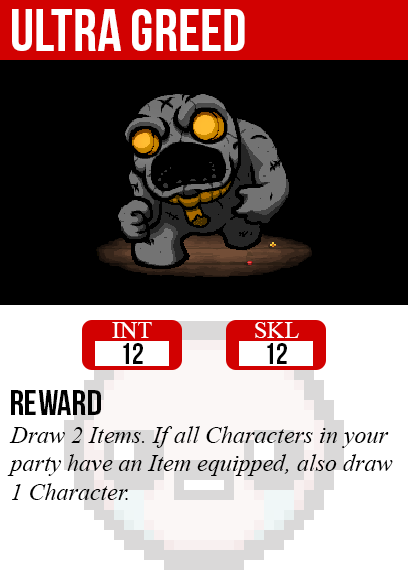 ULTRA GREED
INT
12
SKL
12
REWARD
Draw 2 Items. If all Characters in your
party have an Item equipped, also draw
1 Character.